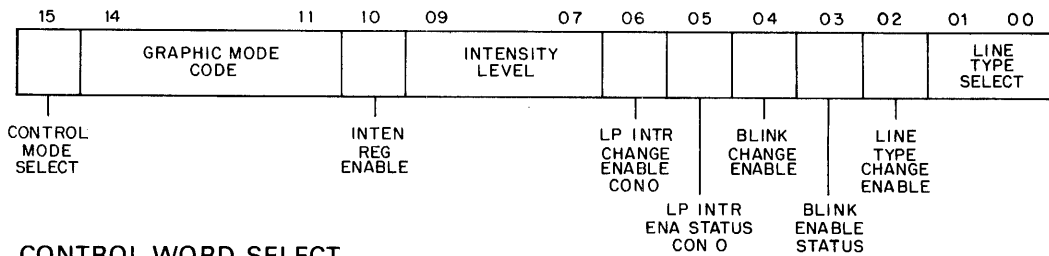 15 14 11 10 09 07 06 05 04 03 02 01 00
GRAPHIC MODE
CODE
INTENSITY
LEVEL
LINE
TYPE
SELECT
CONTROL
MODE
SELECT
INTEN
REG
ENABLE
LP INTR
CHANGE
ENABLE
CONO
LP INTR
ENA STATUS
CON O
BLINK
CHANGE
ENABLE
BLINK
ENABLE
STATUS
LINE
TYPE
CHANGE
ENABLE
CONTROL WORD SELECT